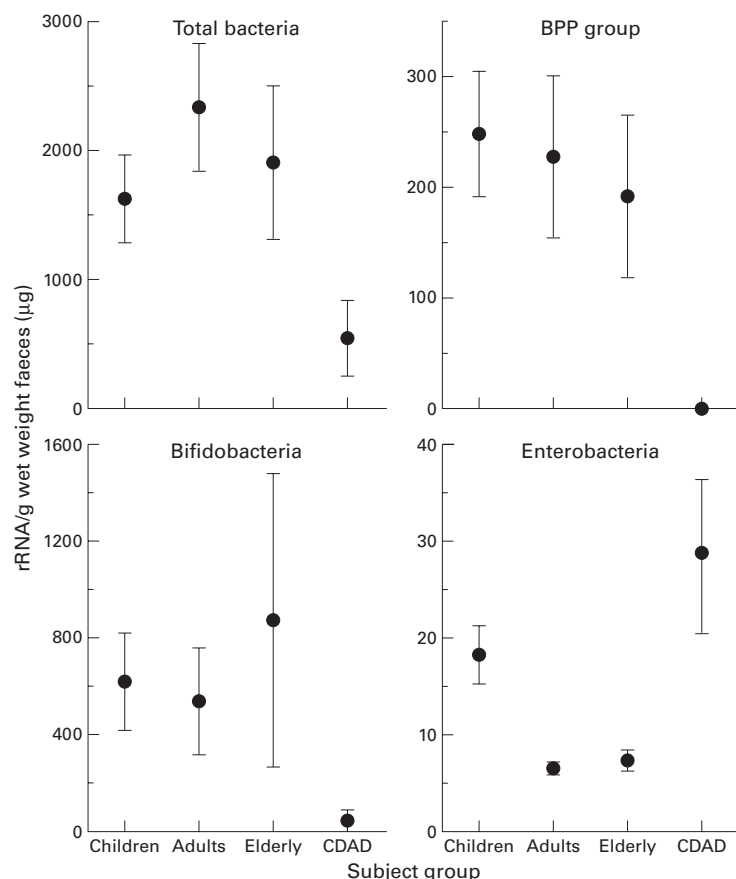 Total bacteria
3000
2000
1000
0
BPP group
300
200
100
0
rRNA/g wet weight faeces (µg)
Bifidobacteria
1600
1200
800
400
0
Children Adults Elderly CDAD
Enterobacteria
40
30
20
10
0
Children Adults Elderly CDAD
Subject group